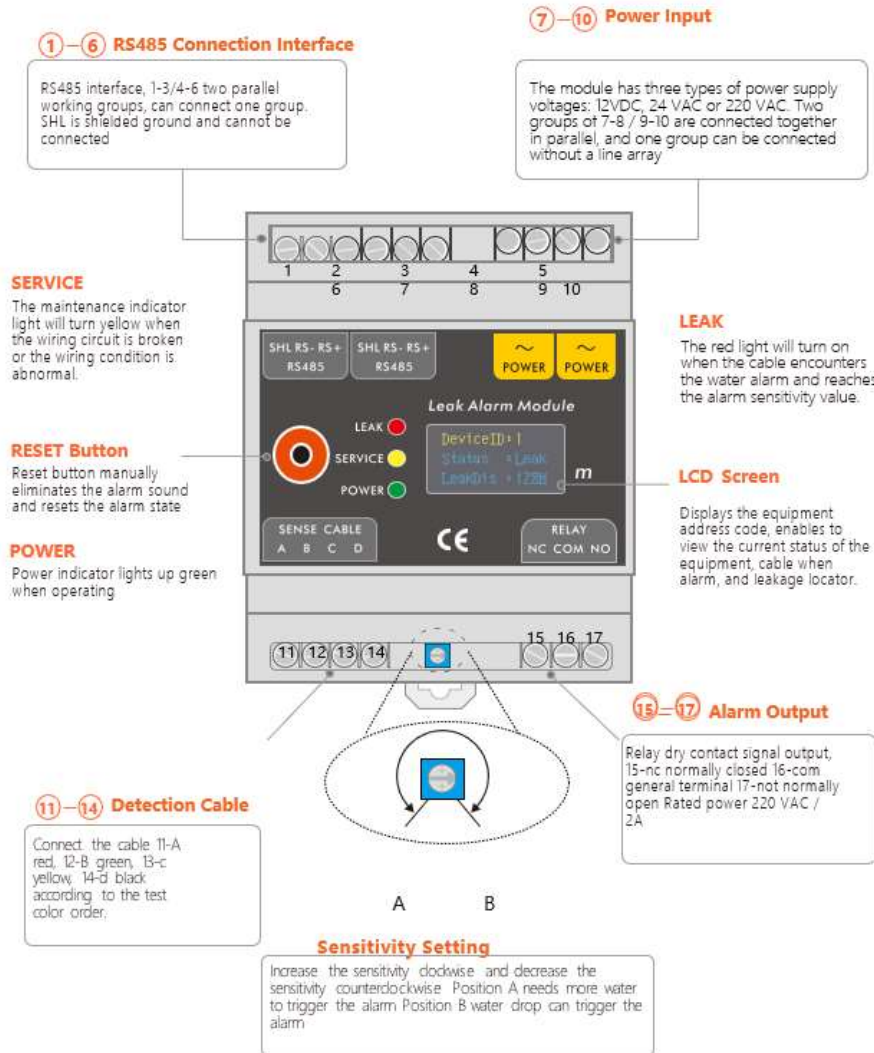 ① – ⑥ RS485 Connection Interface
RS485 interface, 1-3/4-6 two parallel
working groups, can connect one group.
SHL is shielded ground and cannot be
connected
⑦ – ⑩ Power Input
The module has three types of power supply
voltages: 12VDC, 24 VAC or 220 VAC. Two
groups of 7-8 / 9-10 are connected together
in parallel, and one group can be connected
without a line array
1 2 3 4 5
6 7 8 9 10
SERVICE
The maintenance indicator
light will turn yellow when
the wiring circuit is broken
or the wiring condition is
abnormal.
RESET Button
Reset button manually
eliminates the alarm sound
and resets the alarm state
POWER
Power indicator lights up green
when operating
SHL RS- RS+
RS485
SHL RS- RS+
RS485
~
POWER
~
POWER
Leak Alarm Module
LEAK
SERVICE
POWER
DeviceID:1
Status :Leak
LeakDis :128M
m
SENSE CABLE
A B C D
CE
RELAY
NC COM NO
LEAK
The red light will turn on
when the cable encounters
the water alarm and reaches
the alarm sensitivity value.
LCD Screen
Displays the equipment
address code, enables to
view the current status of the
equipment, cable when
alarm, and leakage locator.
11 12 13 14
15 16 17
⑪ – ⑭ Detection Cable
Connect the cable 11-A
red, 12-B green, 13-c
yellow, 14-d black
according to the test
color order.
⑮ – ⑰ Alarm Output
Relay dry contact signal output,
15-nc normally closed 16-com
general terminal 17-not normally
open Rated power 220 VAC /
2A
A B
Sensitivity Setting
Increase the sensitivity clockwise and decrease the
sensitivity counterclockwise Position A needs more water
to trigger the alarm Position B water drop can trigger the
alarm